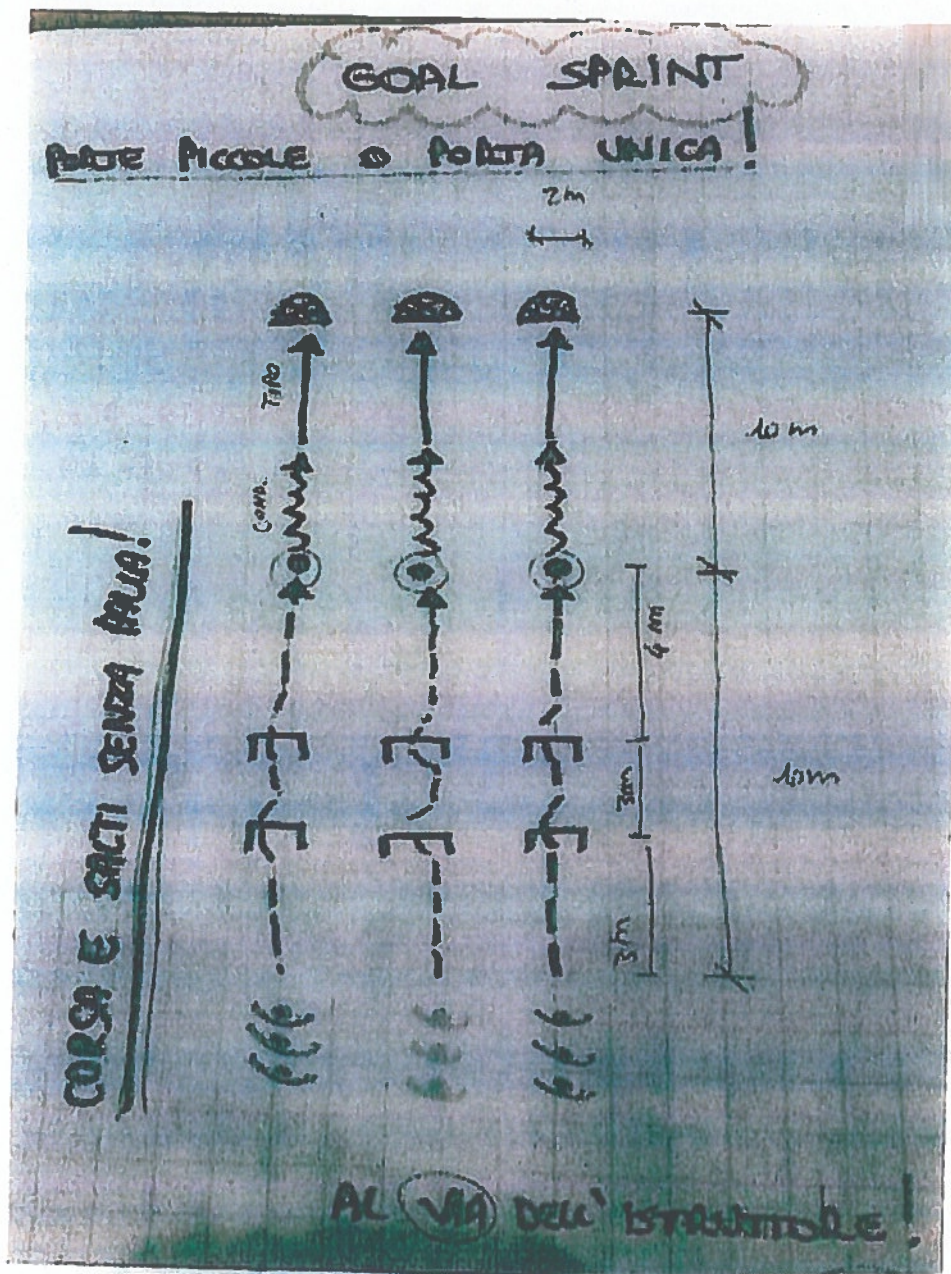 GOAL SPRINT
PORTE PICCOLE O PORTA UNICA!
2m
TIRO
10 m
COND.
CORSA E SALTI SENZA PALLA!
4 m
3m
10m
3m
AL VIA DELL'ISTRUTTORE!